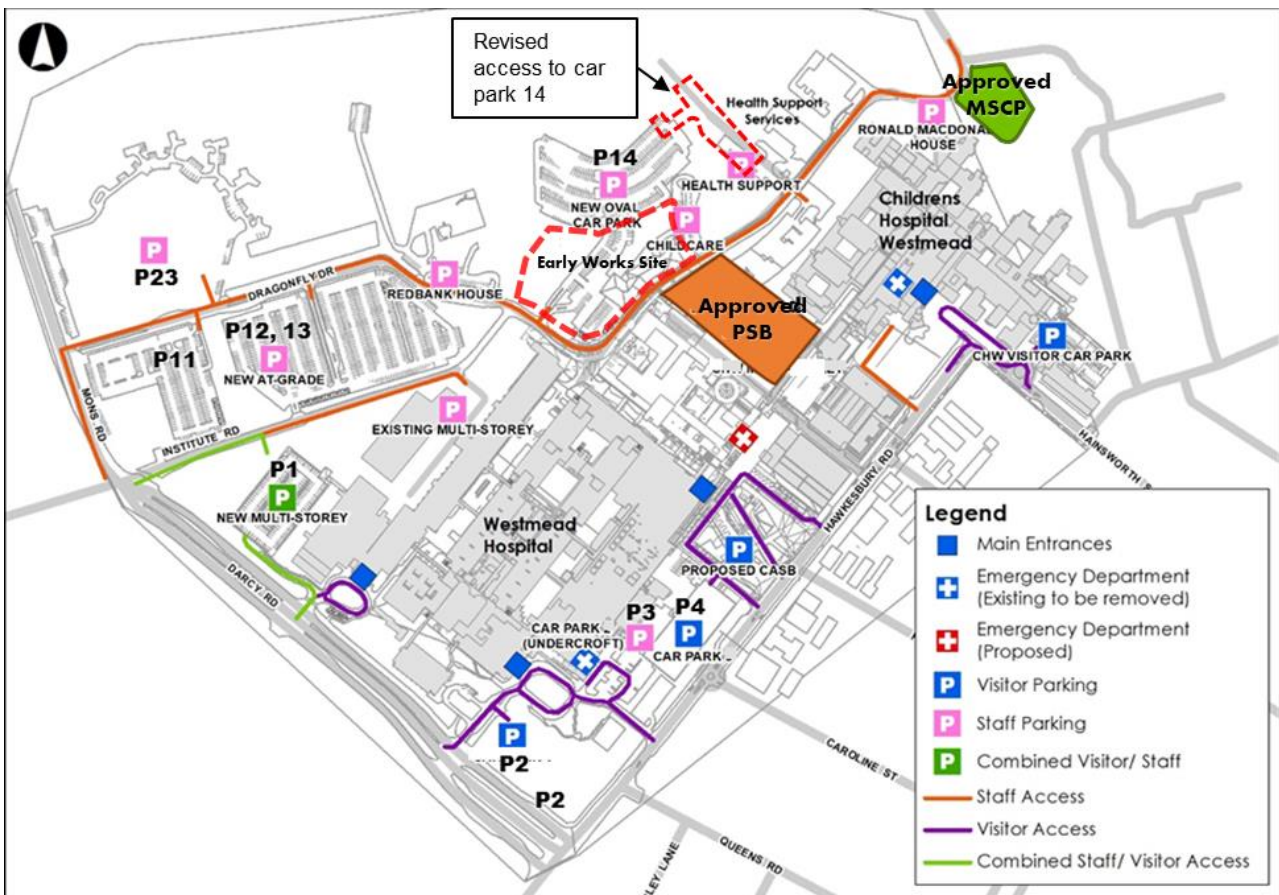 Revised
access to car
park 14
Approved
MSCP
Health Support
Services
RONALD MACDONALD
HOUSE
P14
HEALTH SUPPORT
NEW OVAL
CAR PARK
CHILDCARE
Childrens
Hospital
Westmead
Early Works Site
P23
DRAGONFLY DR
REDBANK HOUSE
Approved
PSB
P12, 13
P11
NEW AT-GRADE
CHW VISITOR CAR PARK
MONS RD
INSTITUTE RD
EXISTING MULTI-STOREY
HAINSWORTH
HAWKESBURY RD
P1
NEW MULTI-STOREY
Westmead
Hospital
PROPOSED CASB
DARCY RD
CAR PARK
(UNDERCROFT)
P3
P4
CAR PARK
P2
P2
CAROLINE ST
QUEENS RD
LEY LANE
Legend
Main Entrances
Emergency Department
(Existing to be removed)
Emergency Department
(Proposed)
P Visitor Parking
P Staff Parking
P Combined Visitor/ Staff
Staff Access
Visitor Access
Combined Staff/ Visitor Access